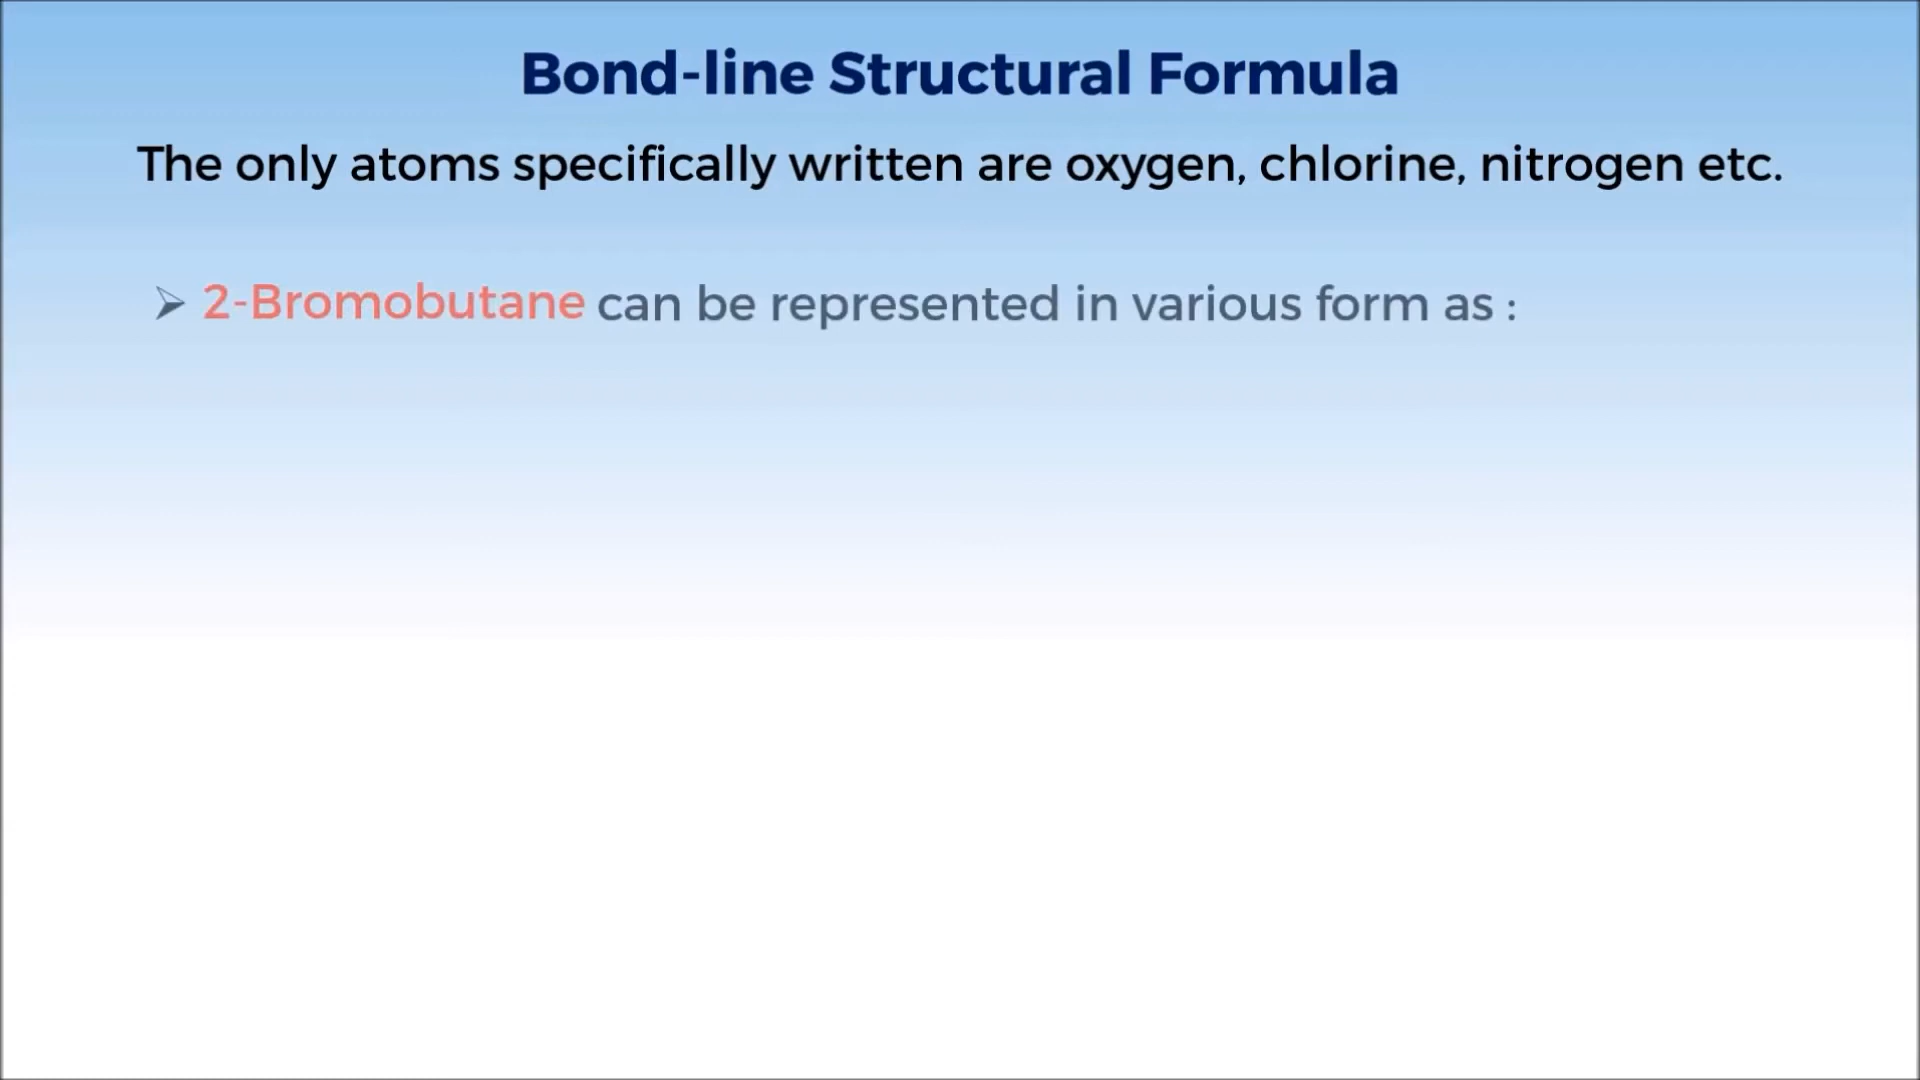 Bond-line Structural Formula
The only atoms specifically written are oxygen, chlorine, nitrogen etc.
➢ 2-Bromobutane can be represented in various form as :